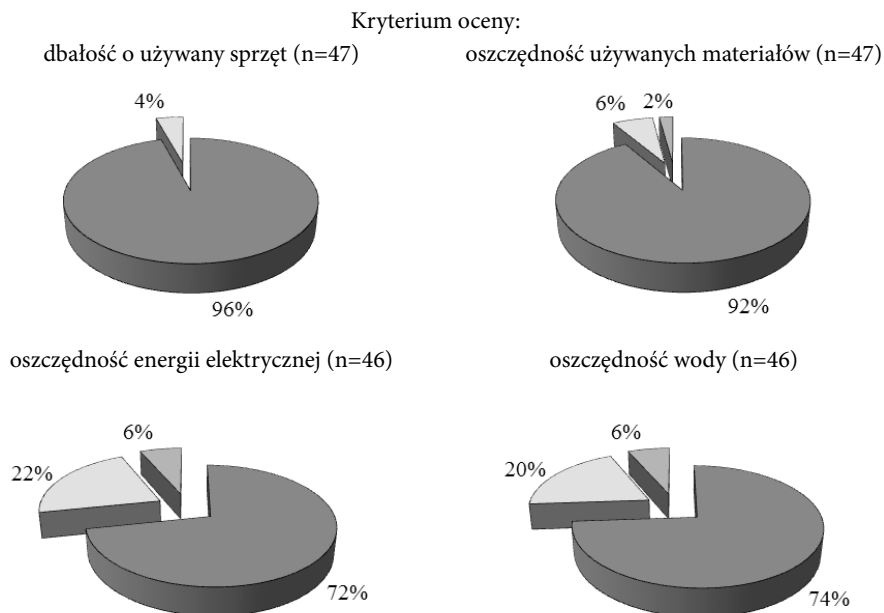 Kryterium oceny:
dbałość o używany sprzęt (n=47)
oszczędność używanych materiałów (n=47)
4%
96%
6%
2%
92%
oszczędność energii elektrycznej (n=46)
oszczędność wody (n=46)
6%
22%
72%
6%
20%
74%